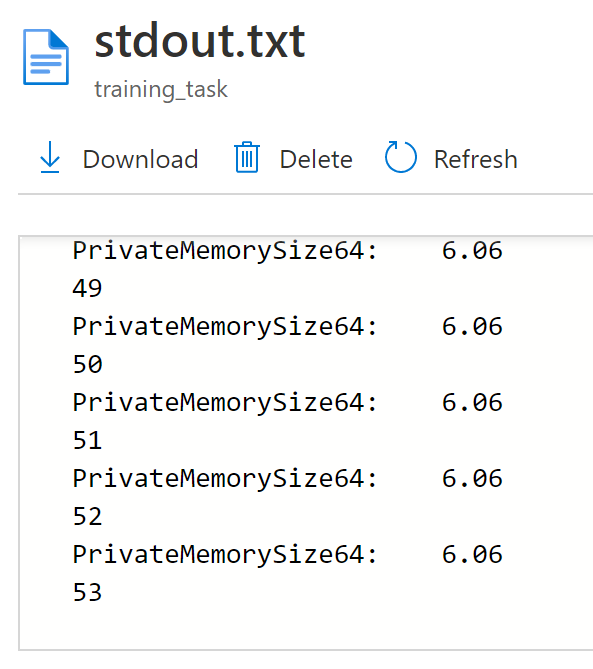 stdout.txt
training_task
Download Delete Refresh
PrivateMemorySize64:    6.06
49
PrivateMemorySize64:    6.06
50
PrivateMemorySize64:    6.06
51
PrivateMemorySize64:    6.06
52
PrivateMemorySize64:    6.06
53